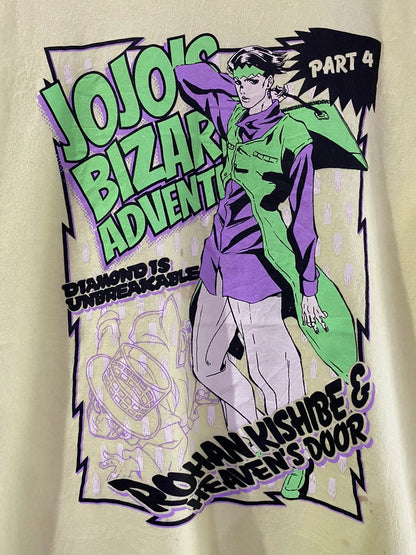 JOJO'S
BIZAR
ADVENT
PART 4
DIAMOND IS
UNBREAKABLE
ROHAN KISHIBE &
HEAVEN'S DOOR